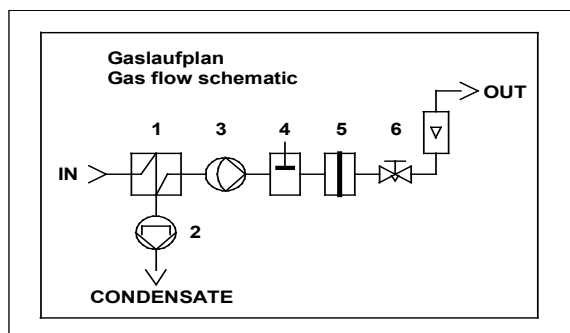 Gaslaufplan
Gas flow schematic
OUT
1
3
4
5
6
IN
2
CONDENSATE